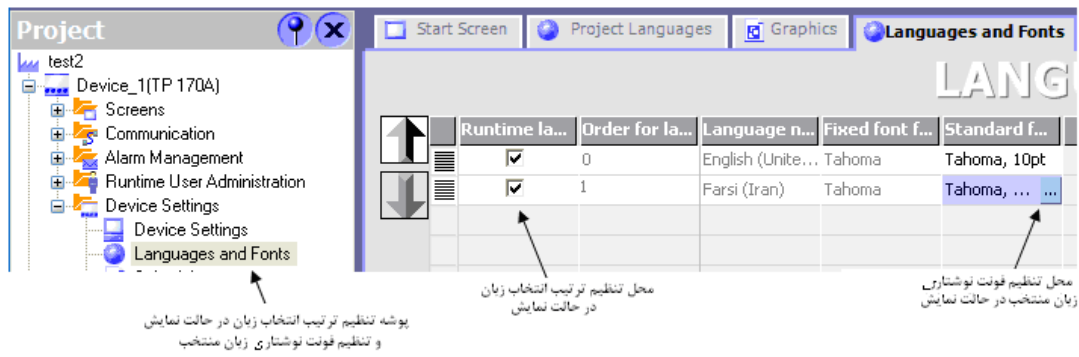 Project
test2
Device_1(TP 170A)
Screens
Communication
Alarm Management
Runtime User Administration
Device Settings
Device Settings
Languages and Fonts
Start Screen Project Languages Graphics Languages and Fonts
LANGU
Runtime la... Order for la... Language n... Fixed font f... Standard f...
0 English (Unite... Tahoma Tahoma, 10pt
1 Farsi (Iran) Tahoma Tahoma, ... ...
پوشه تنظیم ترتیب انتخاب زبان در حالت نمایش
و تنظیم فونت نوشتاری زبان منتخب
محل تنظیم ترتیب انتخاب زبان
در حالت نمایش
محل تنظیم فونت نوشتاری
زبان منتخب در حالت نمایش